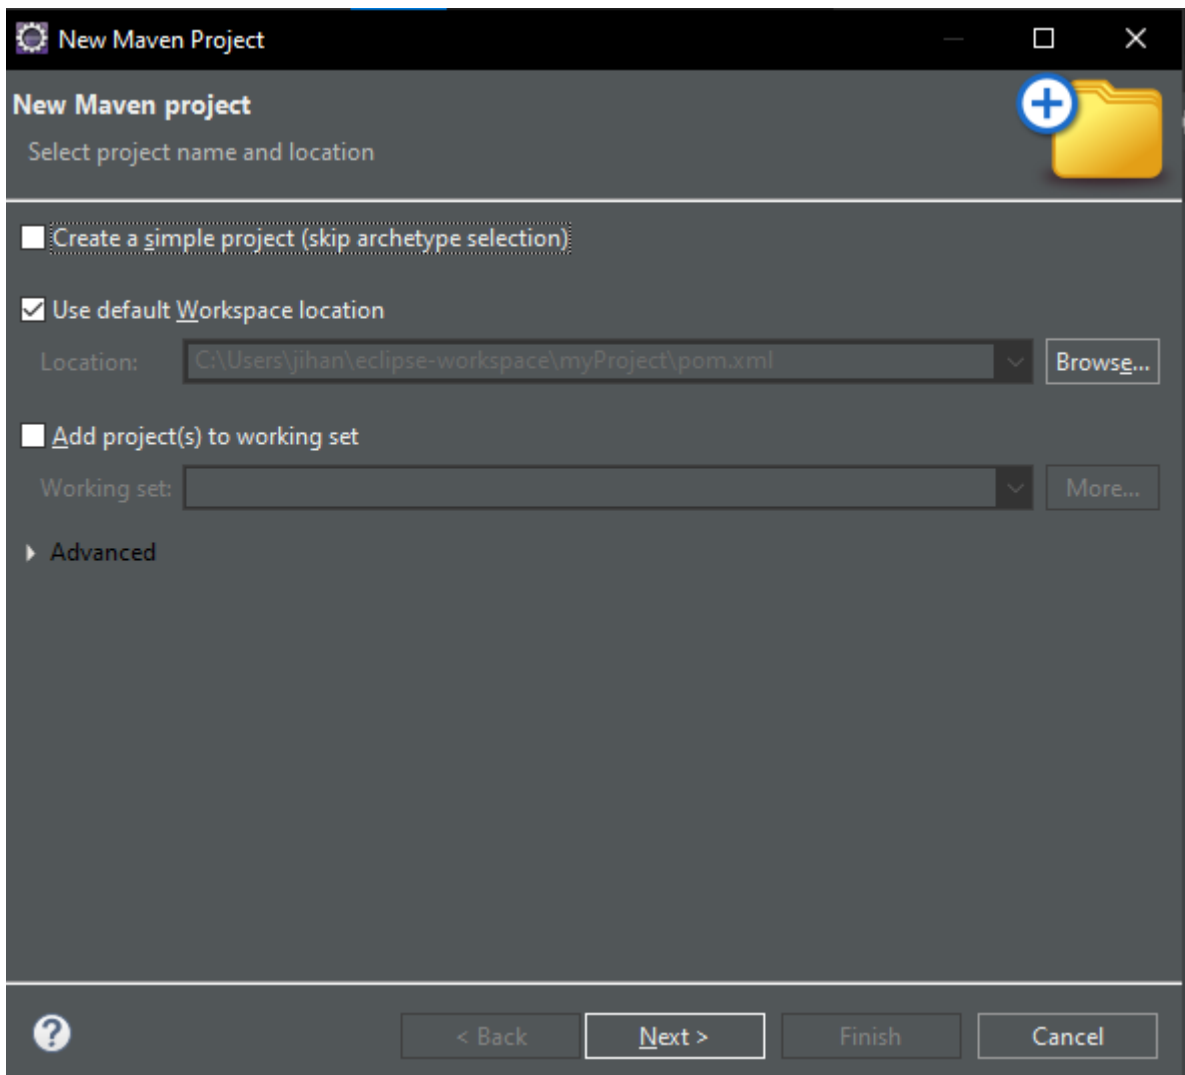 New Maven Project
New Maven project
Select project name and location
Create a simple project (skip archetype selection)
Use default Workspace location
Location: C:\Users\jihan\eclipse-workspace\myProject\pom.xml Browse...
Add project(s) to working set
Working set: More...
Advanced
< Back Next > Finish Cancel